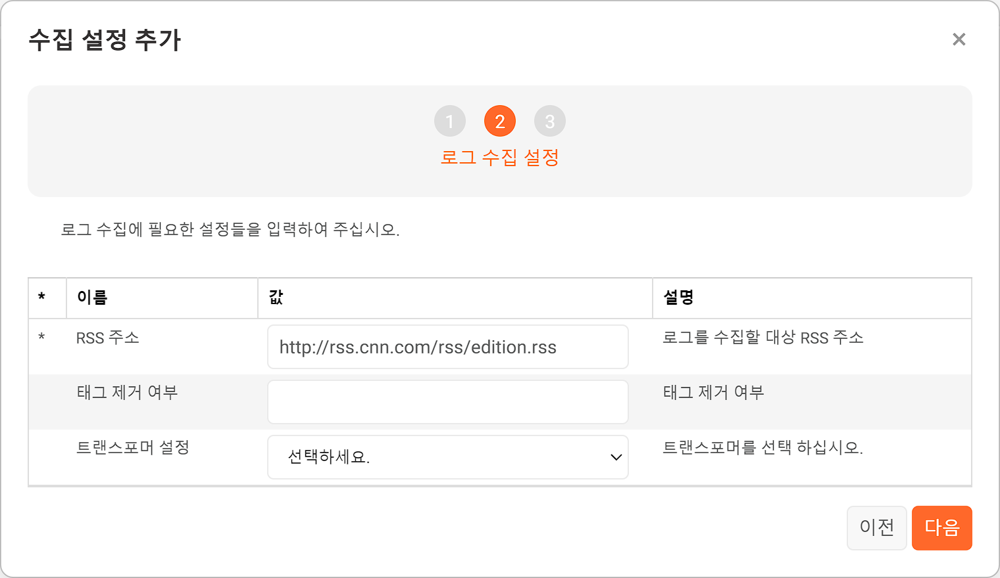 수집 설정 추가
×
1 2 3
로그 수집 설정
로그 수집에 필요한 설정들을 입력하여 주십시오.
* 이름 값 설명
* RSS 주소 http://rss.cnn.com/rss/edition.rss 로그를 수집할 대상 RSS 주소
태그 제거 여부 태그 제거 여부
트랜스포머 설정 선택하세요. 트랜스포머를 선택 하십시오.
이전 다음